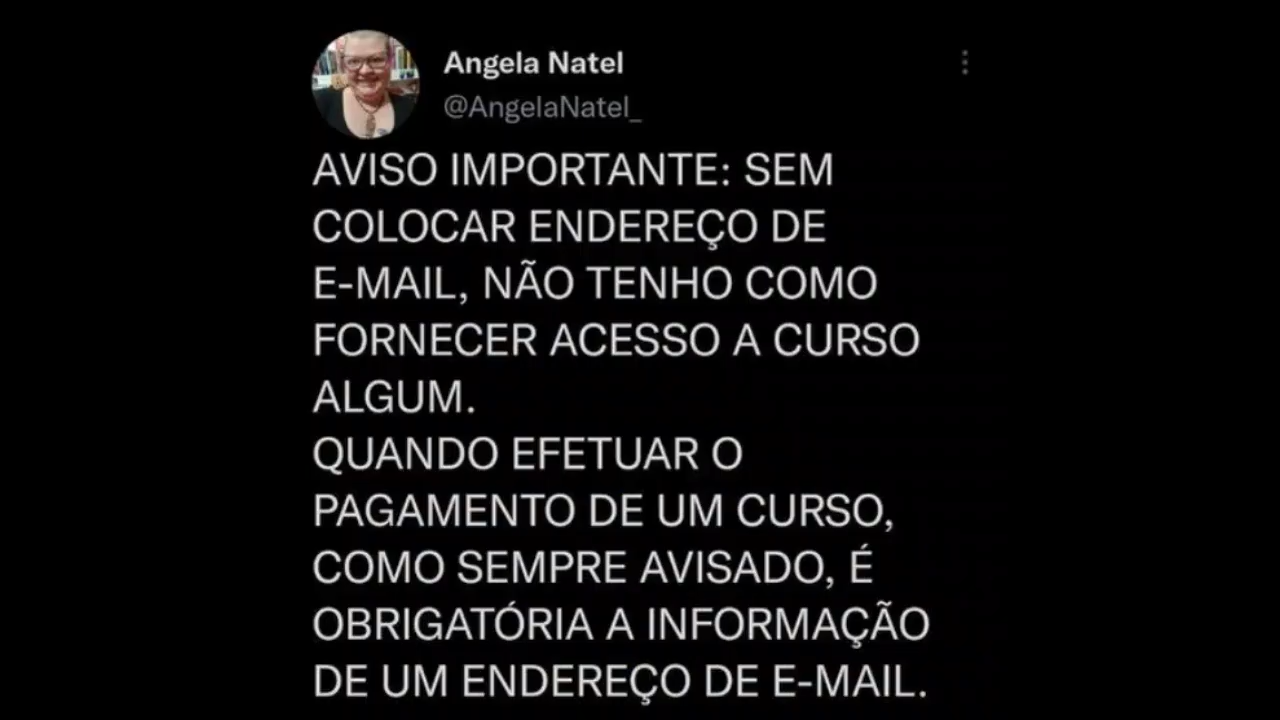 Angela Natel
@AngelaNatel_
AVISO IMPORTANTE: SEM
COLOCAR ENDEREÇO DE
E-MAIL, NÃO TENHO COMO
FORNECER ACESSO A CURSO
ALGUM.
QUANDO EFETUAR O
PAGAMENTO DE UM CURSO,
COMO SEMPRE AVISADO, É
OBRIGATÓRIA A INFORMAÇÃO
DE UM ENDEREÇO DE E-MAIL.